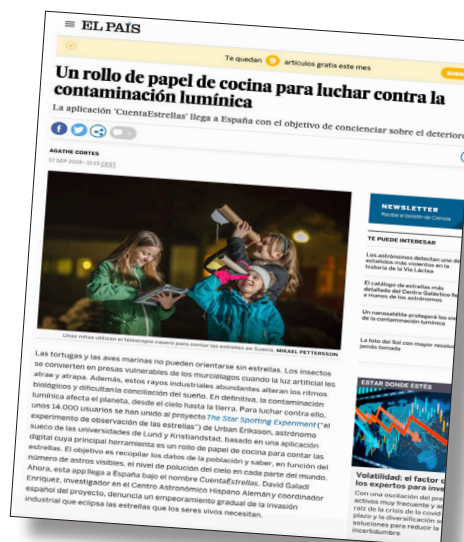 EL PAÍS
Te quedan 9 artículos gratis este mes
Un rollo de papel de cocina para luchar contra la
contaminación lumínica
La aplicación 'CuentaEstrellas' llega a España con el objetivo de concienciar sobre el deterioro
AGATHE CORTES
17 SEP 2019 - 11:13 CEST
Unas niñas utilizan el telescopio casero para contar las estrellas en Suecia. MIKAEL PETTERSSON
Las tortugas y las aves marinas no pueden orientarse sin estrellas. Los insectos
se convierten en presas vulnerables de los murciélagos cuando la luz artificial les
atrae y atrapa. Además, estos rayos industriales abundantes alteran los ritmos
biológicos y dificultan la conciliación del sueño. En definitiva, la contaminación
lumínica afecta el planeta, desde el cielo hasta la tierra. Para luchar contra ello,
unos 14.000 usuarios se han unido al proyecto The Star Sporting Experiment ("el
experimento de observación de las estrellas") de Urban Eriksson, astrónomo
sueco de las universidades de Lund y Kristiandstad, basado en una aplicación
digital cuya principal herramienta es un rollo de papel de cocina para contar las
estrellas. El objetivo es recopilar los datos de la población y saber, en función del
número de astros visibles, el nivel de polución del cielo en cada parte del mundo.
Ahora, esta app llega a España bajo el nombre CuentaEstrellas. David Galadí
Enríquez, investigador en el Centro Astronómico Hispano Alemán y coordinador
español del proyecto, denuncia un empeoramiento gradual de la invasión
industrial que eclipsa las estrellas que los seres vivos necesitan.
NEWSLETTER
Recibe el boletín de Ciencia
TE PUEDE INTERESAR
Los astrónomos detectan uno de
estallidos más violentos en la
historia de la Vía Láctea
El catálogo de estrellas más
detallado del Centro Galáctico
a manos de los astrónomos
Un nanosatélite protegerá los
de la contaminación lumínica
La foto del Sol con mayor
jamás tomada
ESTAR DONDE ESTÉS
Volatilidad: el factor
los expertos para
Con una oscilación del
activos muy frecuente y
raíz de la crisis de la covid
plazo y la diversificación
soluciones para reducir la
incertidumbre